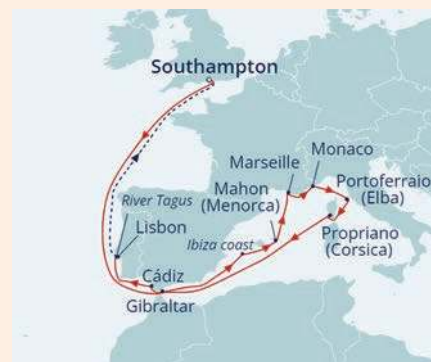 Southampton
Monaco
Marseille
Mahon
(Menorca)
Portoferraio
(Elba)
River Tagus
Lisbon
Ibiza coast
Propriano
(Corsica)
Cádiz
Gibraltar